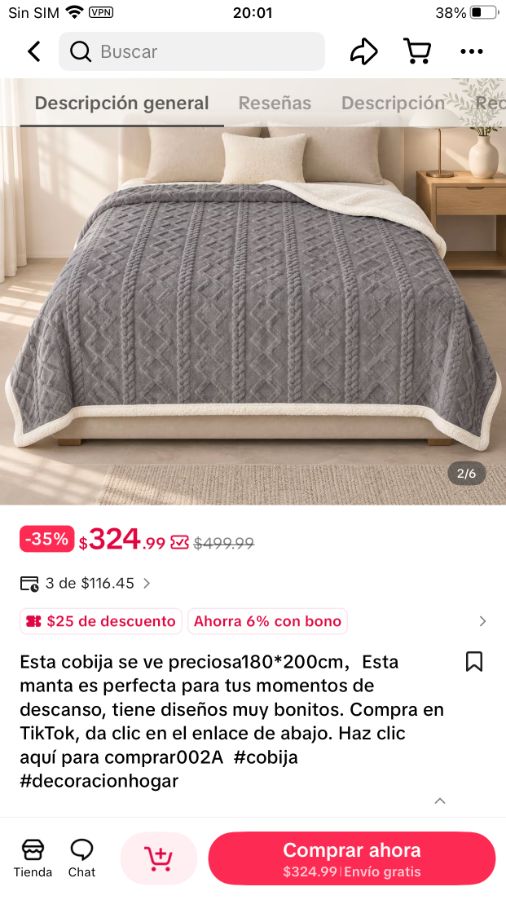 Sin SIM VPN 20:01 38%
Buscar
Descripción general Reseñas Descripción Rec
2/6
-35% $324.99 $499.99
3 de $116.45
$25 de descuento Ahorra 6% con bono
Esta cobija se ve preciosa180*200cm，Esta
manta es perfecta para tus momentos de
descanso, tiene diseños muy bonitos. Compra en
TikTok, da clic en el enlace de abajo. Haz clic
aquí para comprar002A #cobija
#decoracionhogar
Tienda Chat
Comprar ahora
$324.99|Envío gratis